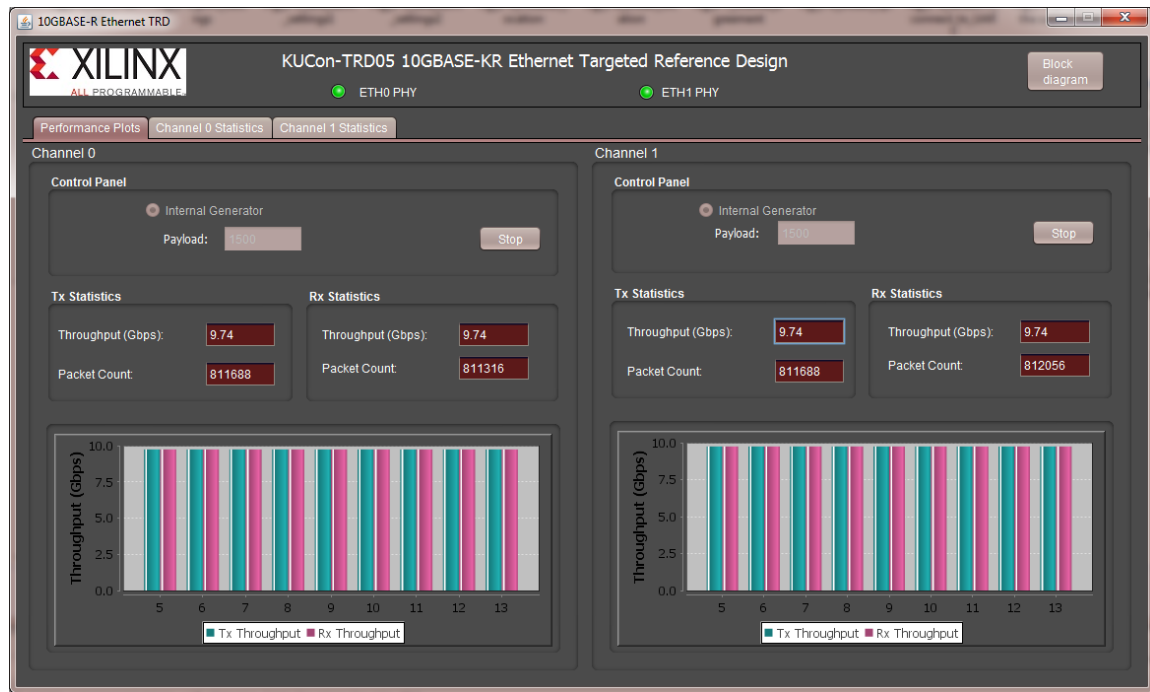 10GBASE-R Ethernet TRD
XILINX
ALL PROGRAMMABLE
KUCon-TRD05 10GBASE-KR Ethernet Targeted Reference Design
ETH0 PHY
ETH1 PHY
Block
diagram
Performance Plots
Channel 0 Statistics
Channel 1 Statistics
Channel 0
Control Panel
Internal Generator
Payload: 1500
Stop
Tx Statistics
Throughput (Gbps): 9.74
Packet Count: 811688
Rx Statistics
Throughput (Gbps): 9.74
Packet Count: 811316
Throughput (Gbps)
10.0
7.5
5.0
2.5
0.0
5 6 7 8 9 10 11 12 13
Tx Throughput Rx Throughput
Channel 1
Control Panel
Internal Generator
Payload: 1500
Stop
Tx Statistics
Throughput (Gbps): 9.74
Packet Count: 811688
Rx Statistics
Throughput (Gbps): 9.74
Packet Count: 812056
Throughput (Gbps)
10.0
7.5
5.0
2.5
0.0
5 6 7 8 9 10 11 12 13
Tx Throughput Rx Throughput